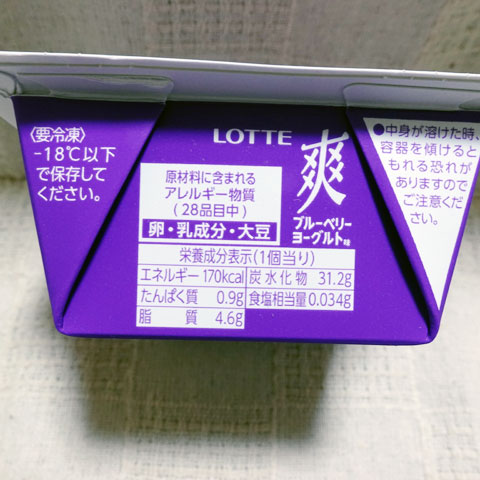 〈要冷凍〉
-18℃以下
で保存して
ください。
LOTTE
爽
ブルーベリー
ヨーグルト味
原材料に含まれる
アレルギー物質
(28品目中)
卵・乳成分・大豆
栄養成分表示(1個当り)
エネルギー 170kcal 炭水化物 31.2g
たんぱく質 0.9g 食塩相当量 0.034g
脂質 4.6g
●中身が溶けた時、
容器を傾けると
もれる恐れが
ありますので
ご注意くだ
さい。